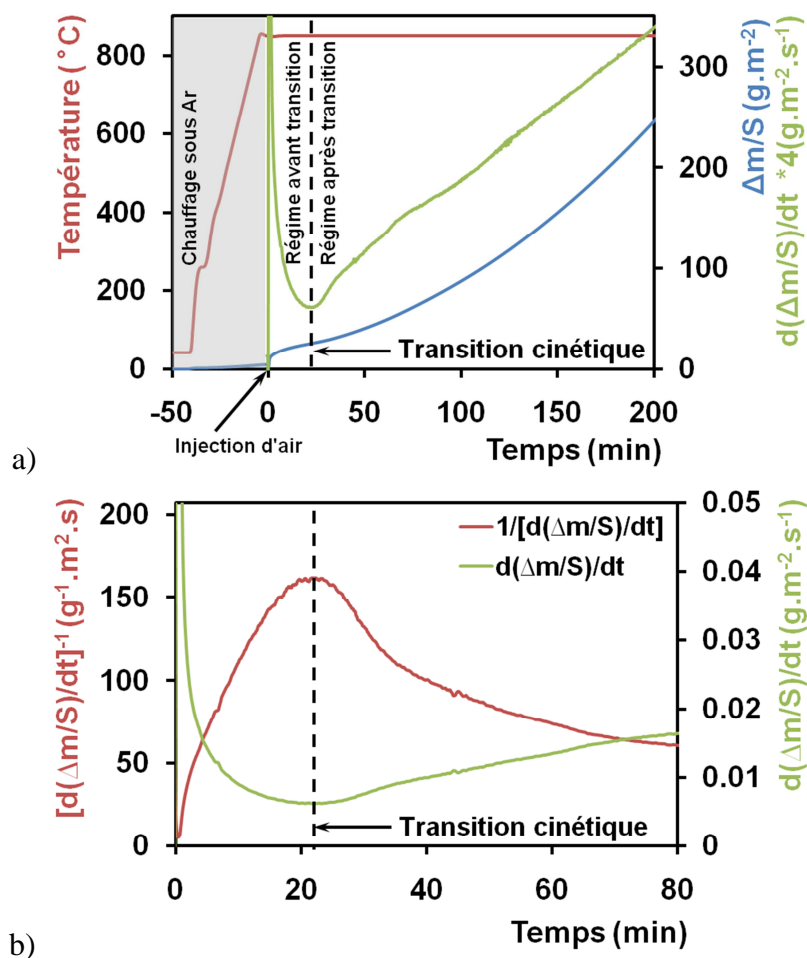 800
600
400
200
0
Température (°C)
Chauffage sous Ar
Régime avant transition
Régime après transition
300
200
100
0
Δm/S (g.m-2)
d(Δm/S)/dt *4(g.m-2.s-1)
Transition cinétique
-50 0 50 100 150 200
Injection d'air
Temps (min)
a)
200
150
100
50
0
[d(Δm/S)/dt]-1 (g-1.m2.s)
1/[d(Δm/S)/dt]
d(Δm/S)/dt
0.05
0.04
0.03
0.02
0.01
0
d(Δm/S)/dt (g.m-2.s-1)
Transition cinétique
0 20 40 60 80
Temps (min)
b)